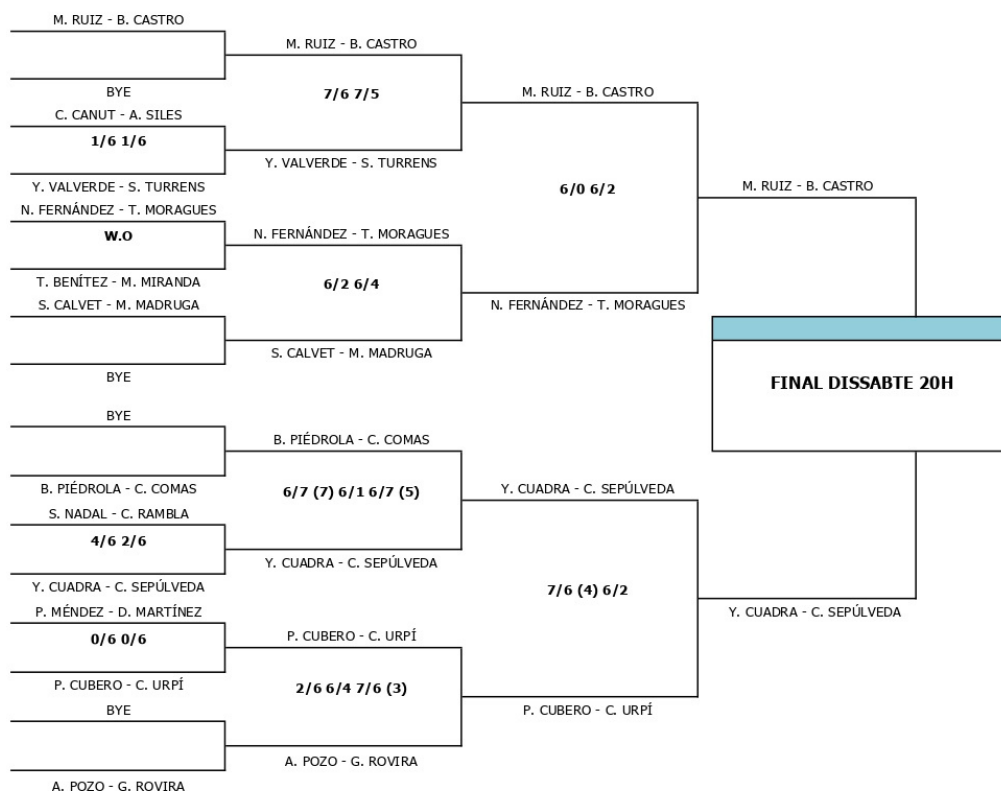 M. RUIZ - B. CASTRO
BYE
C. CANUT - A. SILES
1/6 1/6
Y. VALVERDE - S. TURRENS
N. FERNÁNDEZ - T. MORAGUES
W.O
T. BENÍTEZ - M. MIRANDA
S. CALVET - M. MADRUGA
BYE
BYE
B. PIÉDROLA - C. COMAS
S. NADAL - C. RAMBLA
4/6 2/6
Y. CUADRA - C. SEPÚLVEDA
P. MÉNDEZ - D. MARTÍNEZ
0/6 0/6
P. CUBERO - C. URPÍ
BYE
A. POZO - G. ROVIRA
M. RUIZ - B. CASTRO
7/6 7/5
Y. VALVERDE - S. TURRENS
N. FERNÁNDEZ - T. MORAGUES
6/2 6/4
S. CALVET - M. MADRUGA
B. PIÉDROLA - C. COMAS
6/7 (7) 6/1 6/7 (5)
Y. CUADRA - C. SEPÚLVEDA
P. CUBERO - C. URPÍ
2/6 6/4 7/6 (3)
A. POZO - G. ROVIRA
M. RUIZ - B. CASTRO
6/0 6/2
N. FERNÁNDEZ - T. MORAGUES
Y. CUADRA - C. SEPÚLVEDA
7/6 (4) 6/2
P. CUBERO - C. URPÍ
M. RUIZ - B. CASTRO
FINAL DISSABTE 20H
Y. CUADRA - C. SEPÚLVEDA